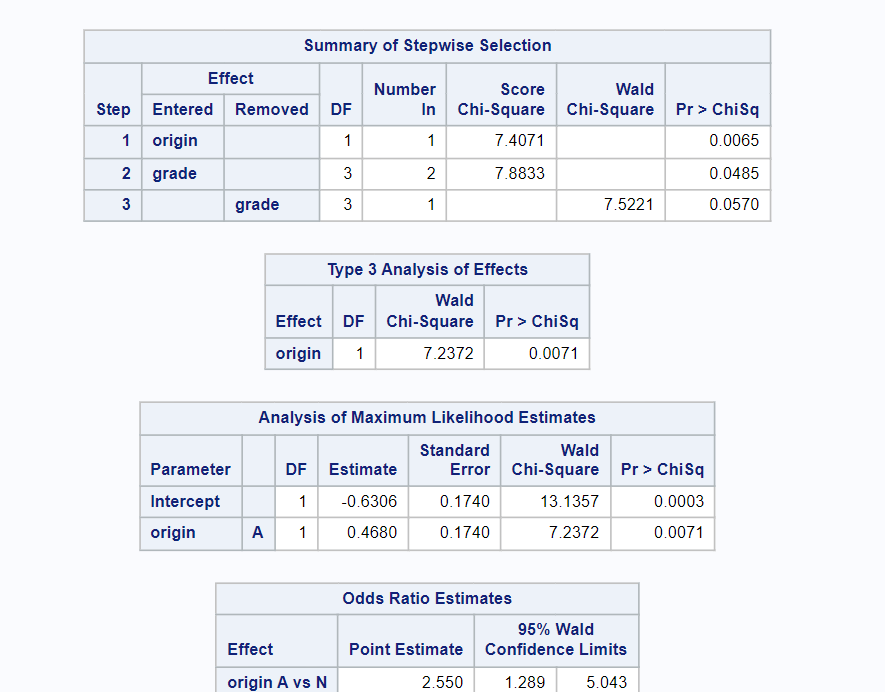 Summary of Stepwise Selection
Effect
Number Score Wald
Step Entered Removed DF In Chi-Square Chi-Square Pr > ChiSq
1 origin 1 1 7.4071 0.0065
2 grade 3 2 7.8833 0.0485
3 grade 3 1 7.5221 0.0570
Type 3 Analysis of Effects
Wald
Effect DF Chi-Square Pr > ChiSq
origin 1 7.2372 0.0071
Analysis of Maximum Likelihood Estimates
Standard Wald
Parameter DF Estimate Error Chi-Square Pr > ChiSq
Intercept 1 -0.6306 0.1740 13.1357 0.0003
origin A 1 0.4680 0.1740 7.2372 0.0071
Odds Ratio Estimates
95% Wald
Effect Point Estimate Confidence Limits
origin A vs N 2.550 1.289 5.043